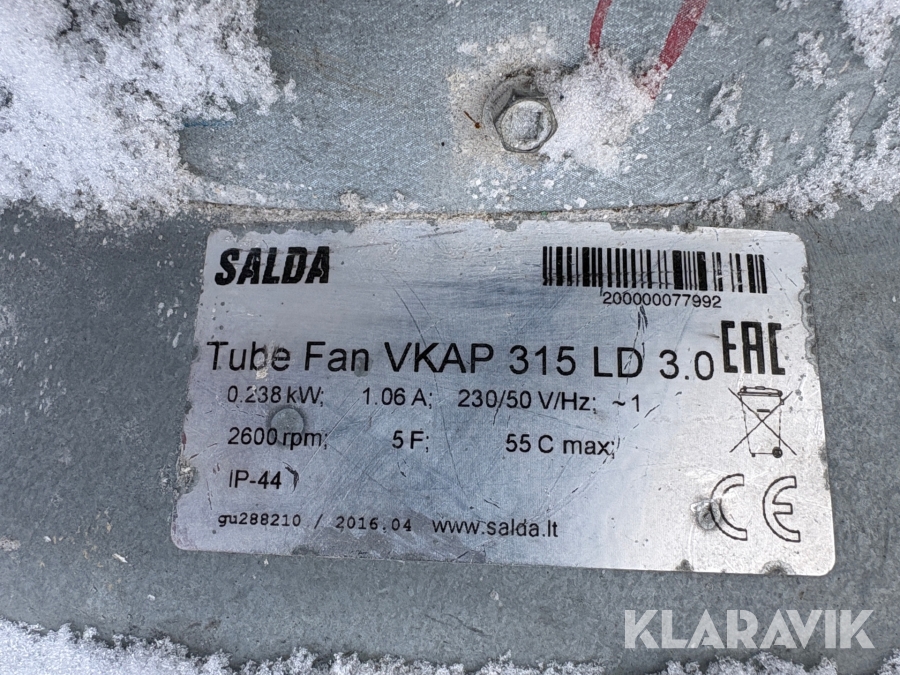 SALDA
200000077992
Tube Fan VKAP 315 LD 3.0
EAC
0.238 kW; 1.06 A; 230/50 V/Hz; ~1
2600 rpm; 5 F; 55 C max;
IP-44
CE
gu288210 / 2016.04 www.salda.lt
KLARAVIK